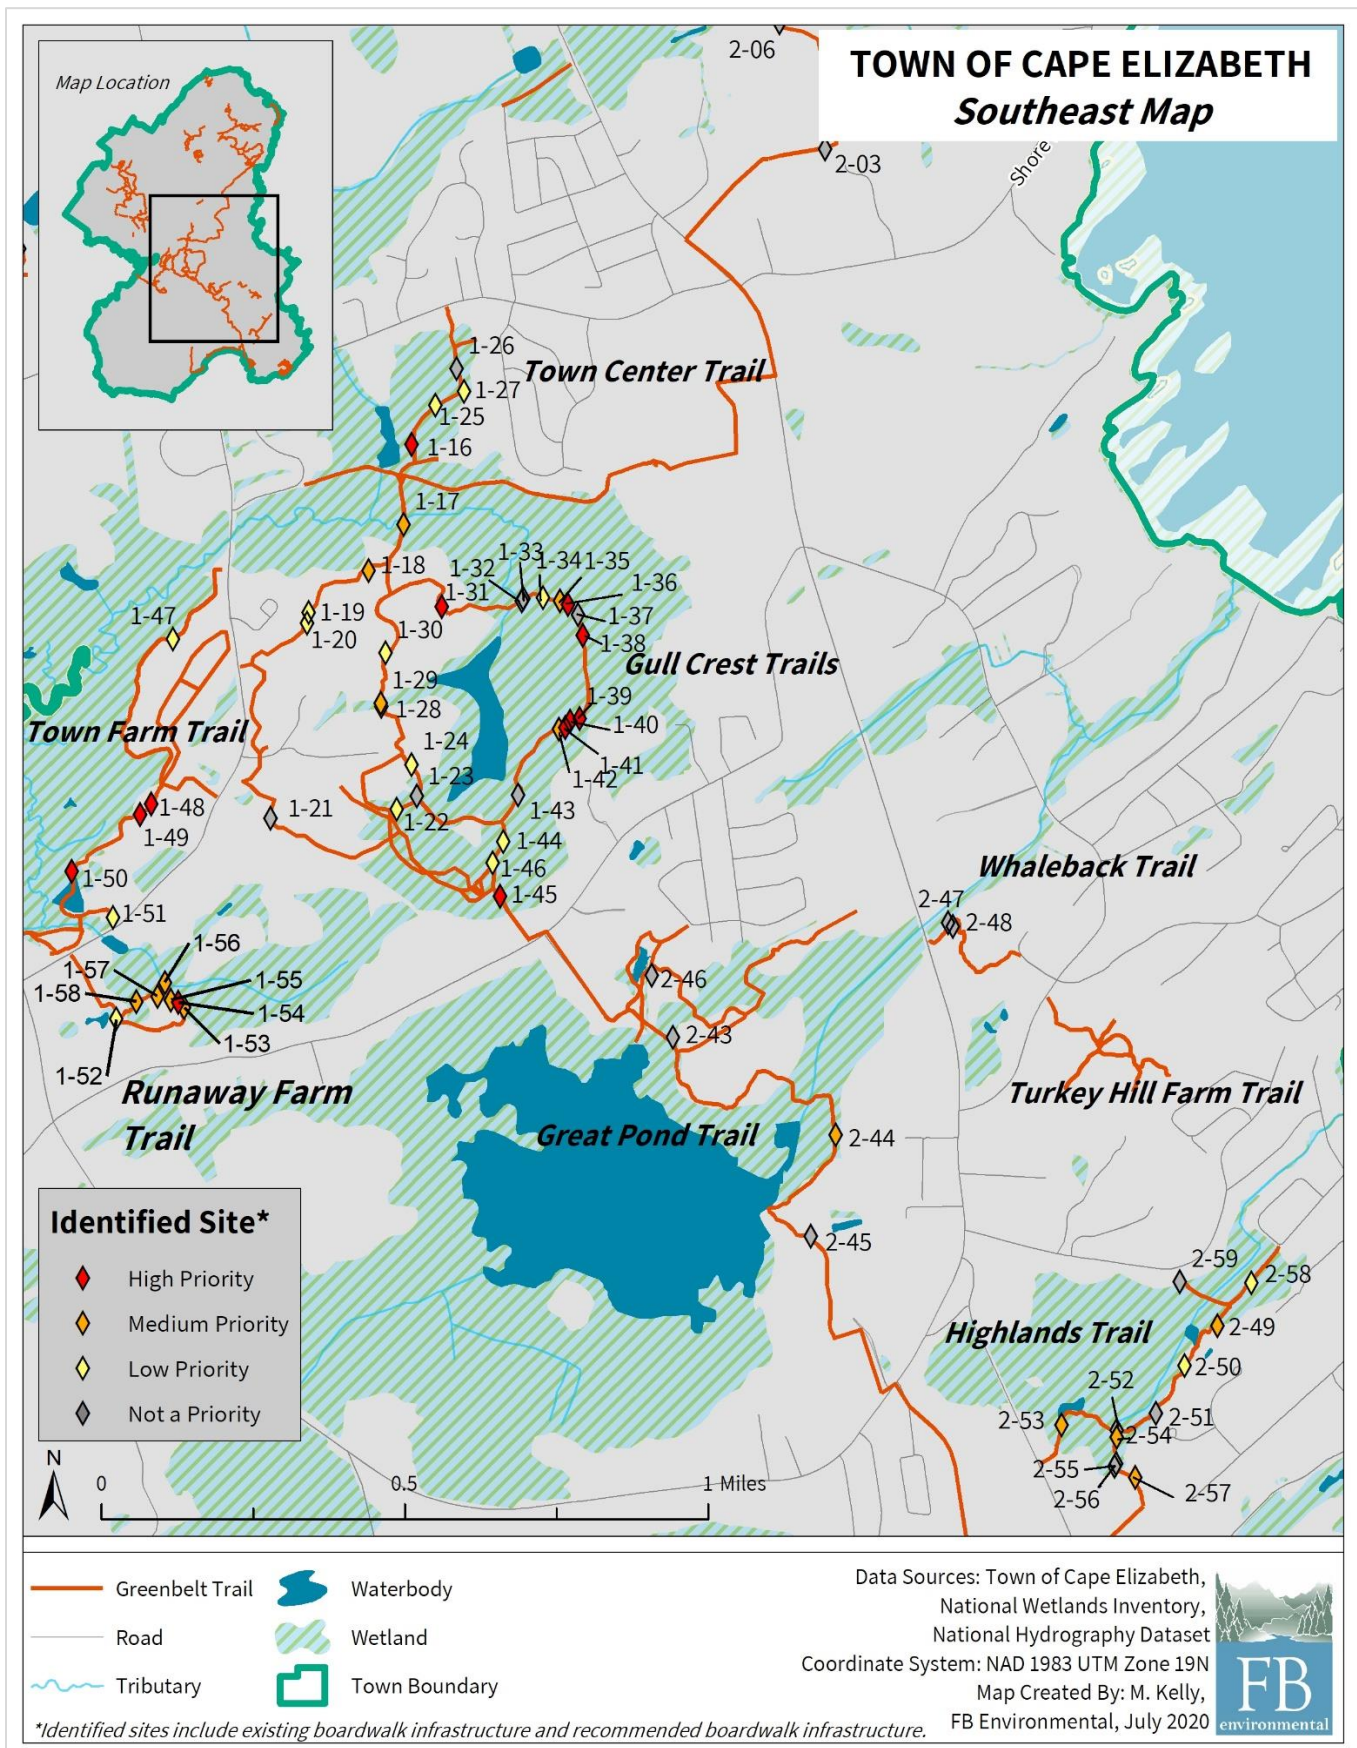 TOWN OF CAPE ELIZABETH
Southeast Map
Map Location
2-06
2-03
Shore
1-26
Town Center Trail
1-27
1-25
1-16
1-17
1-18
1-33
1-34
1-35
1-32
1-36
1-31
1-19
1-37
1-47
1-20
1-30
1-38
Gull Crest Trails
1-29
1-39
1-28
1-40
Town Farm Trail
1-24
1-41
1-23
1-42
1-48
1-21
1-43
1-22
1-49
1-44
1-46
Whaleback Trail
1-50
1-45
2-47
1-51
2-48
1-56
1-57
1-55
2-46
1-58
1-54
2-43
1-53
1-52
Runaway Farm
Trail
Turkey Hill Farm Trail
Great Pond Trail
2-44
2-45
2-59
2-58
Highlands Trail
2-49
2-50
2-52
2-53
2-51
2-54
2-55
2-56
2-57
Identified Site*
High Priority
Medium Priority
Low Priority
Not a Priority
N
0
0.5
1 Miles
Greenbelt Trail
Waterbody
Road
Wetland
Tributary
Town Boundary
*Identified sites include existing boardwalk infrastructure and recommended boardwalk infrastructure.
Data Sources: Town of Cape Elizabeth,
National Wetlands Inventory,
National Hydrography Dataset
Coordinate System: NAD 1983 UTM Zone 19N
Map Created By: M. Kelly,
FB Environmental, July 2020
FB
environmental